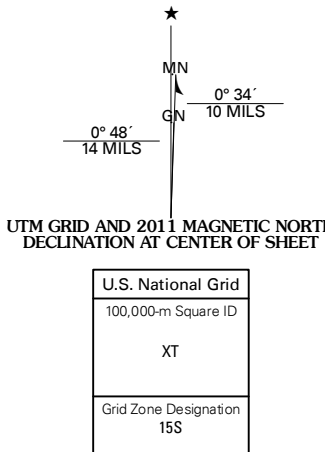 ★
MN
0° 34´
10 MILS
GN
0° 48´
14 MILS
UTM GRID AND 2011 MAGNETIC NORTH
DECLINATION AT CENTER OF SHEET
U.S. National Grid
100,000-m Square ID
XT
Grid Zone Designation
15S